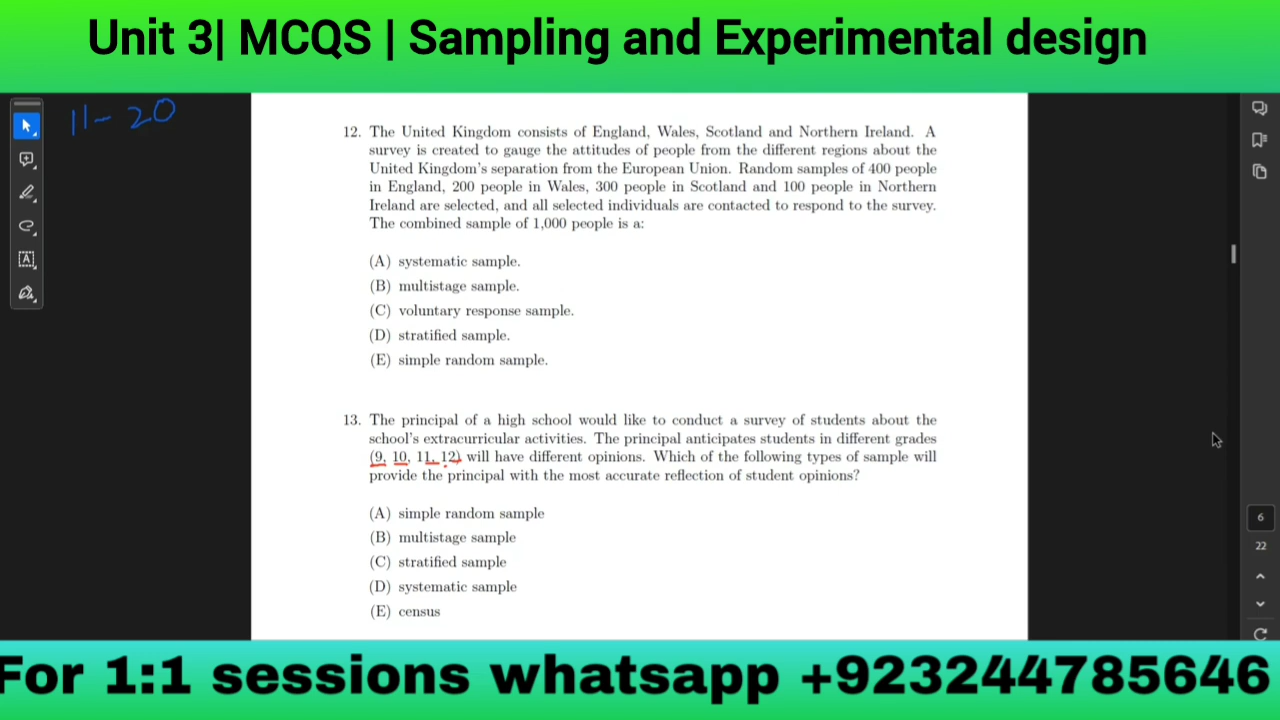 Unit 3| MCQS | Sampling and Experimental design
11- 20
12. The United Kingdom consists of England, Wales, Scotland and Northern Ireland. A
survey is created to gauge the attitudes of people from the different regions about the
United Kingdom's separation from the European Union. Random samples of 400 people
in England, 200 people in Wales, 300 people in Scotland and 100 people in Northern
Ireland are selected, and all selected individuals are contacted to respond to the survey.
The combined sample of 1,000 people is a:
(A) systematic sample.
(B) multistage sample.
(C) voluntary response sample.
(D) stratified sample.
(E) simple random sample.
13. The principal of a high school would like to conduct a survey of students about the
school's extracurricular activities. The principal anticipates students in different grades
(9, 10, 11, 12) will have different opinions. Which of the following types of sample will
provide the principal with the most accurate reflection of student opinions?
(A) simple random sample
(B) multistage sample
(C) stratified sample
(D) systematic sample
(E) census
6
22
For 1:1 sessions whatsapp +923244785646